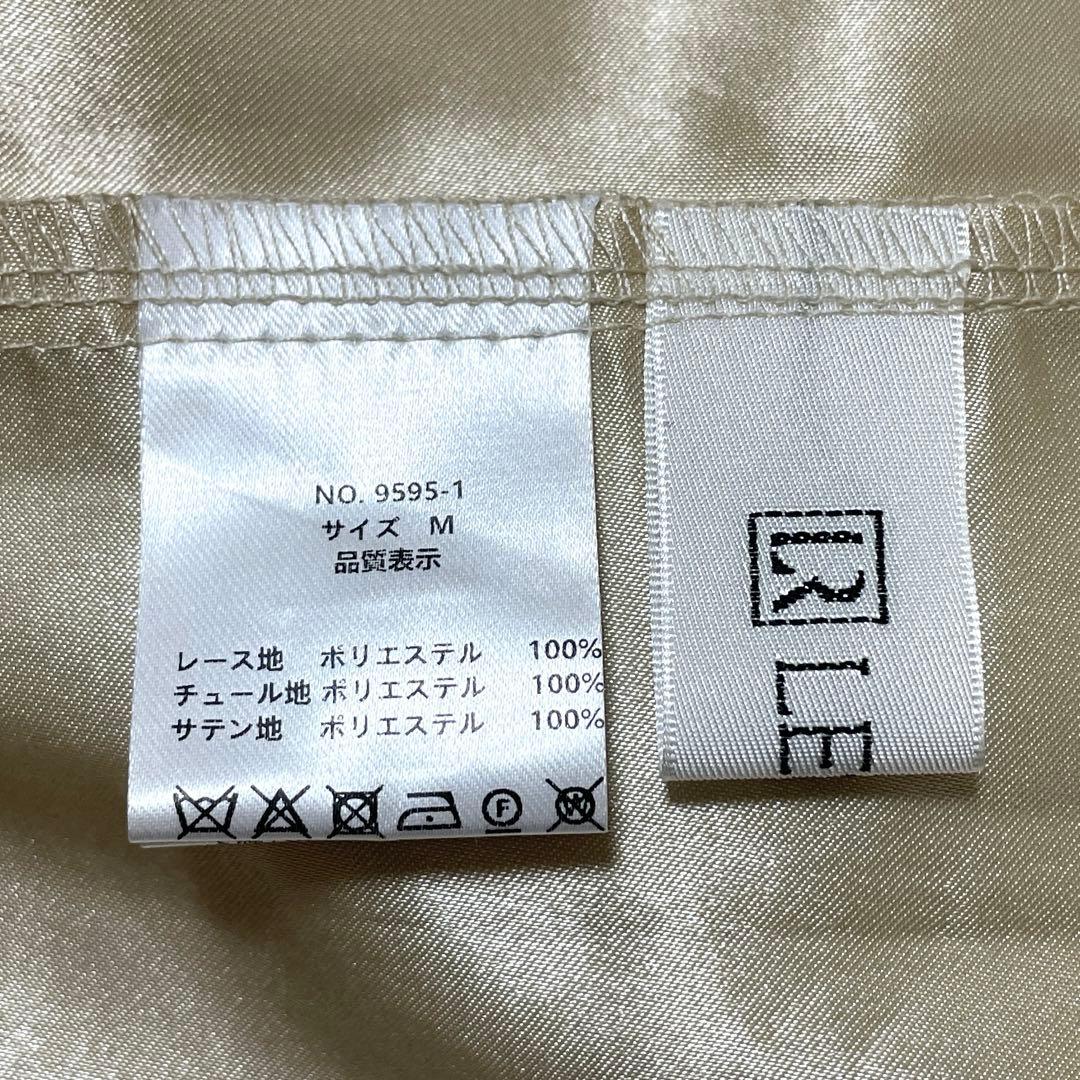 NO. 9595-1
サイズ M
品質表示
レース地 ポリエステル 100%
チュール地 ポリエステル 100%
サテン地 ポリエステル 100%
F
W
LR
LE